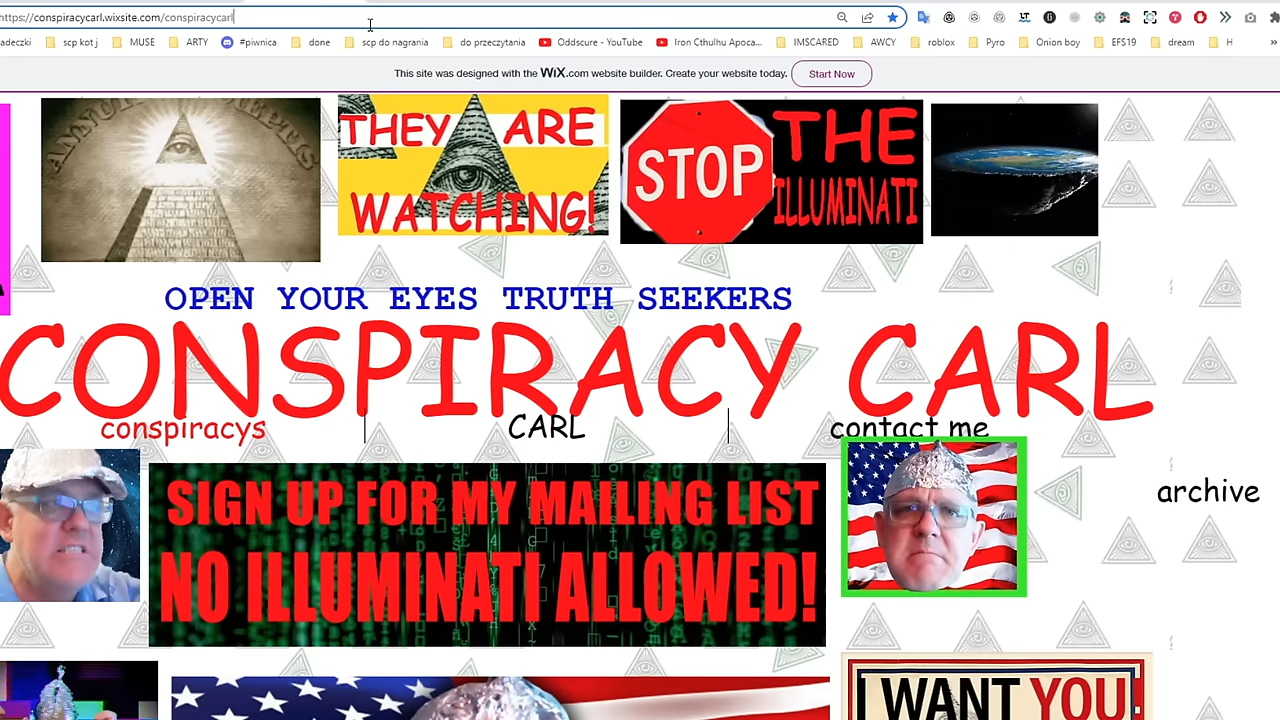 https://conspiracycarl.wixsite.com/conspiracycarl
adeczki scp kot j MUSE ARTY #piwnica done scp do nagrania do przeczytania Oddscure - YouTube Iron Cthulhu Apoca... IMSCARED AWCY roblox Pyro Onion boy EFS19 dream H
This site was designed with the WiX.com website builder. Create your website today. Start Now
ANNUIT COEPTIS
THEY ARE
WATCHING!
STOP
THE
ILLUMINATI
OPEN YOUR EYES TRUTH SEEKERS
CONSPIRACY CARL
conspiracys CARL contact me
archive
SIGN UP FOR MY MAILING LIST
NO ILLUMINATI ALLOWED!
I WANT YOU